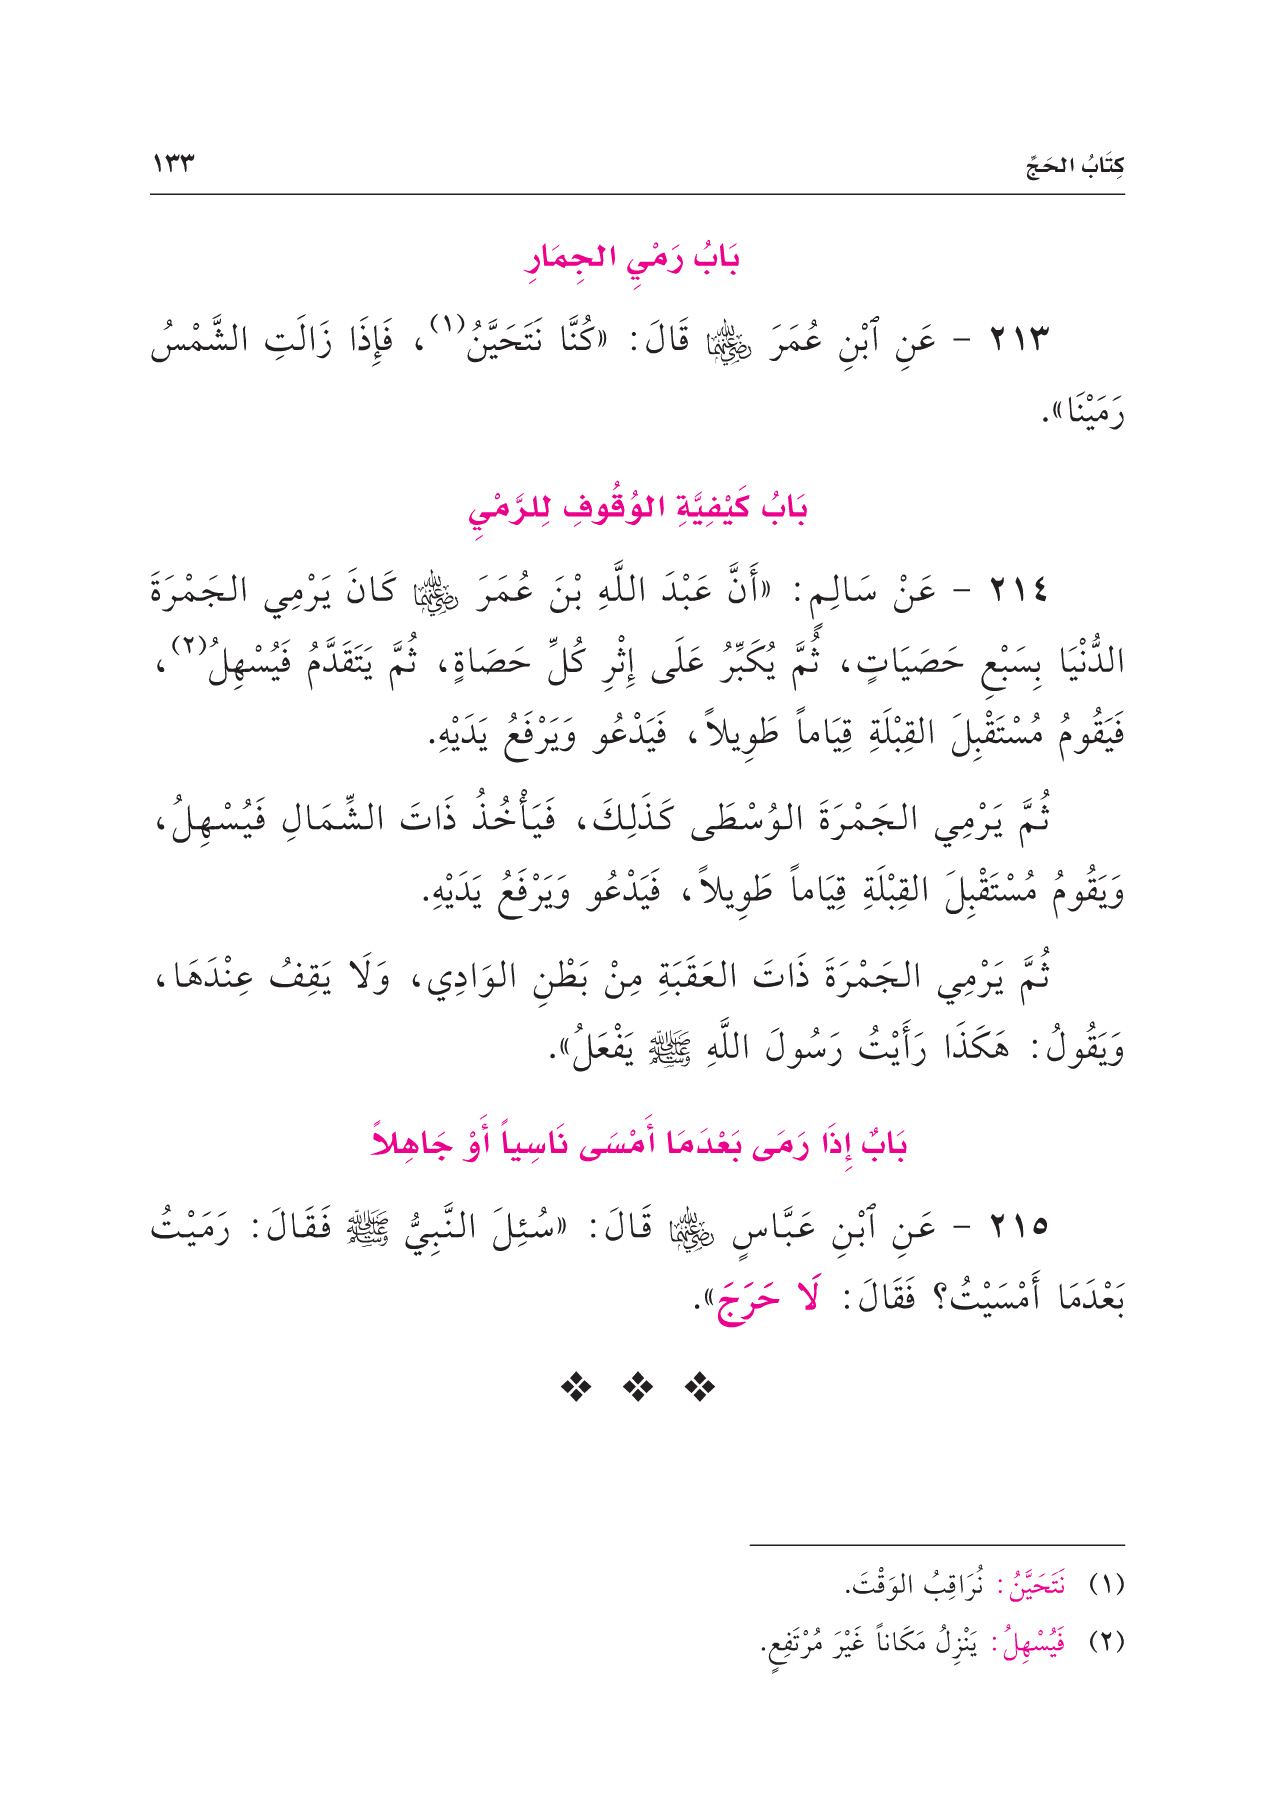 كِتَابُ الحَجِّ ١٣٣
بَابُ رَمْيِ الجِمَارِ
٢١٣ - عَنِ ٱبْنِ عُمَرَ رضي الله عنهما قَالَ: «كُنَّا نَتَحَيَّنُ(١)، فَإِذَا زَالَتِ الشَّمْسُ
رَمَيْنَا».
بَابُ كَيْفِيَّةِ الوُقُوفِ لِلرَّمْيِ
٢١٤ - عَنْ سَالِمٍ: «أَنَّ عَبْدَ اللَّهِ بْنَ عُمَرَ رضي الله عنهما كَانَ يَرْمِي الجَمْرَةَ
الدُّنْيَا بِسَبْعِ حَصَيَاتٍ، ثُمَّ يُكَبِّرُ عَلَى إِثْرِ كُلِّ حَصَاةٍ، ثُمَّ يَتَقَدَّمُ فَيُسْهِلُ(٢)،
فَيَقُومُ مُسْتَقْبِلَ القِبْلَةِ قِيَاماً طَوِيلاً، فَيَدْعُو وَيَرْفَعُ يَدَيْهِ.
ثُمَّ يَرْمِي الجَمْرَةَ الوُسْطَى كَذَلِكَ، فَيَأْخُذُ ذَاتَ الشِّمَالِ فَيُسْهِلُ،
وَيَقُومُ مُسْتَقْبِلَ القِبْلَةِ قِيَاماً طَوِيلاً، فَيَدْعُو وَيَرْفَعُ يَدَيْهِ.
ثُمَّ يَرْمِي الجَمْرَةَ ذَاتَ العَقَبَةِ مِنْ بَطْنِ الوَادِي، وَلَا يَقِفُ عِنْدَهَا،
وَيَقُولُ: هَكَذَا رَأَيْتُ رَسُولَ اللَّهِ ﷺ يَفْعَلُ».
بَابٌ إِذَا رَمَى بَعْدَمَا أَمْسَى نَاسِياً أَوْ جَاهِلاً
٢١٥ - عَنِ ٱبْنِ عَبَّاسٍ رضي الله عنهما قَالَ: «سُئِلَ النَّبِيُّ ﷺ فَقَالَ: رَمَيْتُ
بَعْدَمَا أَمْسَيْتُ؟ فَقَالَ: لَا حَرَجَ».
(١) نَتَحَيَّنُ: نُرَاقِبُ الوَقْتَ.
(٢) فَيُسْهِلُ: يَنْزِلُ مَكَاناً غَيْرَ مُرْتَفِعٍ.